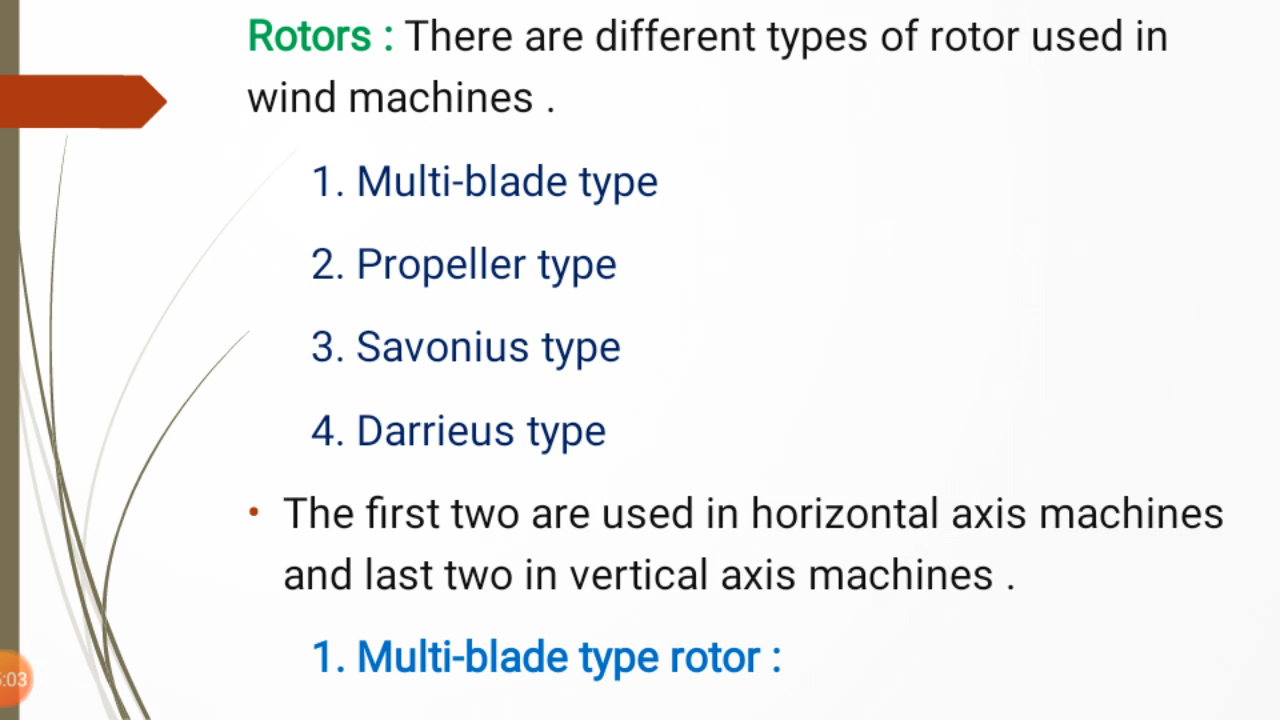 Rotors : There are different types of rotor used in
wind machines .
1. Multi-blade type
2. Propeller type
3. Savonius type
4. Darrieus type
• The first two are used in horizontal axis machines
and last two in vertical axis machines .
1. Multi-blade type rotor :
:03